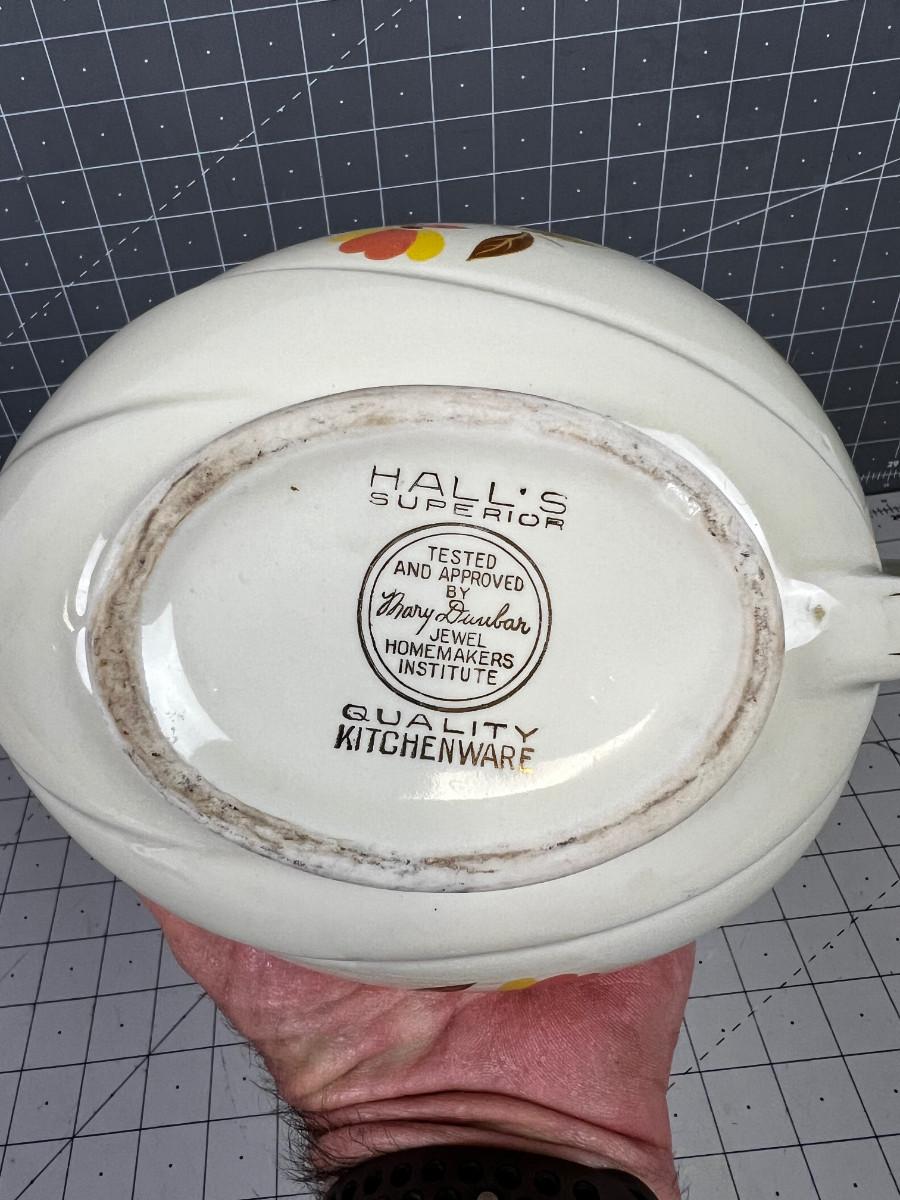 HALL'S
SUPERIOR
TESTED
AND APPROVED
BY
Mary Dunbar
JEWEL
HOMEMAKERS
INSTITUTE
QUALITY
KITCHENWARE